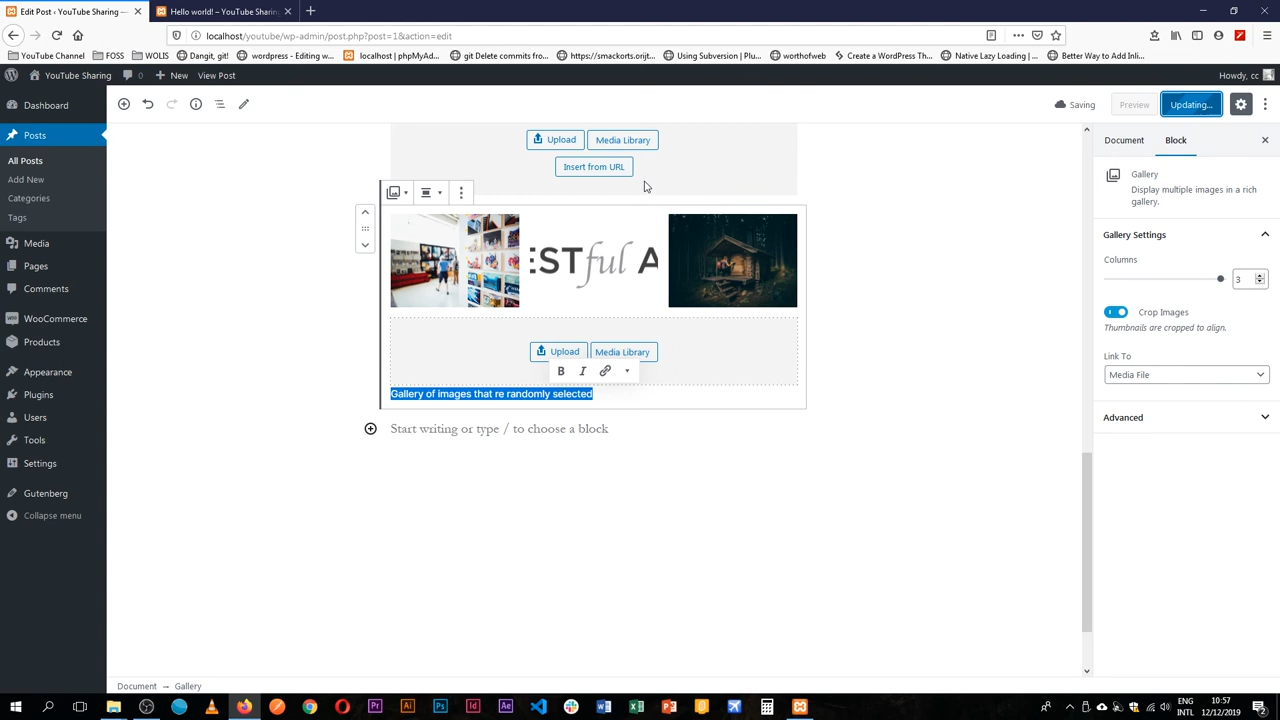 Edit Post ‹ YouTube Sharing —
Hello world! – YouTube Sharing
localhost/youtube/wp-admin/post.php?post=1&action=edit
YouTube Channel
FOSS
WOLIS
Dangit, git!
wordpress - Editing w...
localhost | phpMyAd...
git Delete commits fro...
https://smackorts.orijt...
Using Subversion | Plu...
worthofweb
Create a WordPress Th...
Native Lazy Loading | ...
Better Way to Add Inli...
YouTube Sharing
0
New
View Post
Howdy, cc
Dashboard
Posts
All Posts
Add New
Categories
Tags
Media
Pages
Comments
WooCommerce
Products
Appearance
Plugins
Users
Tools
Settings
Gutenberg
Collapse menu
Saving
Preview
Updating...
Upload
Media Library
Insert from URL
ESTful A
Upload
Media Library
B I
Gallery of images that re randomly selected
Start writing or type / to choose a block
Document
Block
Gallery
Display multiple images in a rich
gallery.
Gallery Settings
Columns
3
Crop Images
Thumbnails are cropped to align.
Link To
Media File
Advanced
Document → Gallery
ENG
INTL
10:57
12/12/2019
2